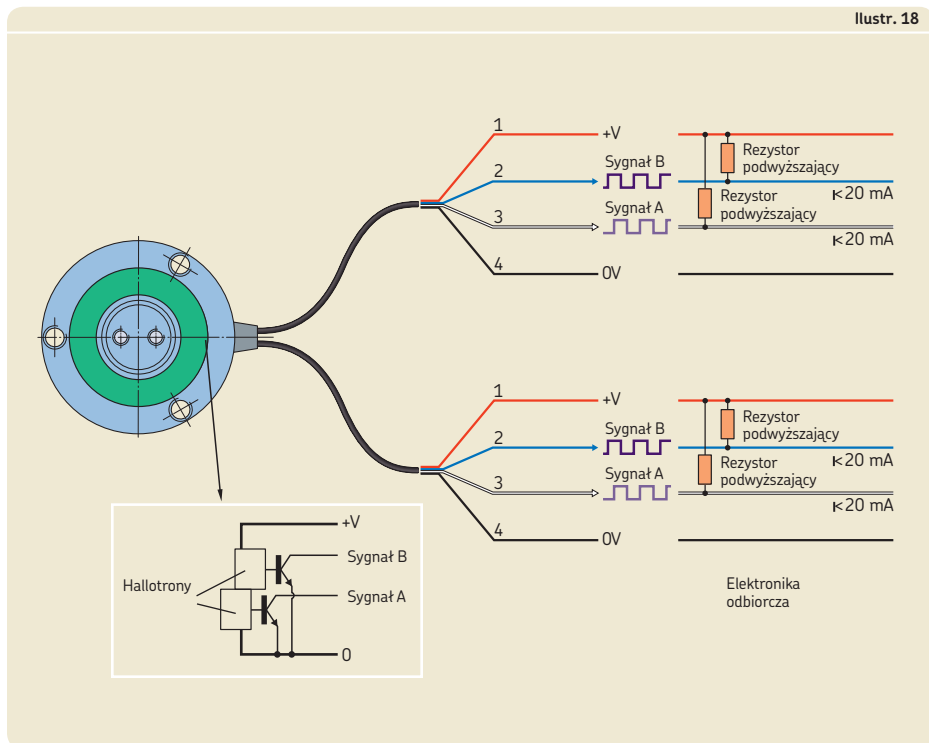 Ilustr. 18
1
+V
Rezystor
podwyższający
2
Sygnał B
I<20 mA
Rezystor
podwyższający
3
Sygnał A
I<20 mA
4
0V
1
+V
Rezystor
podwyższający
2
Sygnał B
I<20 mA
Rezystor
podwyższający
3
Sygnał A
I<20 mA
4
0V
Elektronika
odbiorcza
+V
Sygnał B
Hallotrony
Sygnał A
0